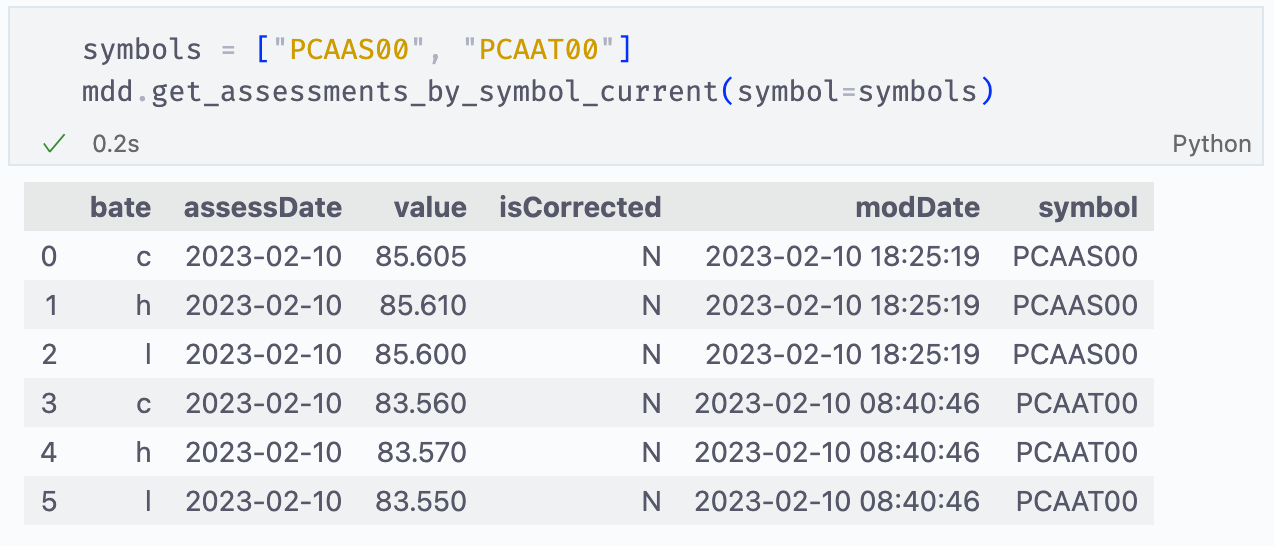 symbols = ["PCAAS00", "PCAAT00"]
mdd.get_assessments_by_symbol_current(symbol=symbols)
0.2s Python
bate assessDate value isCorrected modDate symbol
0 c 2023-02-10 85.605 N 2023-02-10 18:25:19 PCAAS00
1 h 2023-02-10 85.610 N 2023-02-10 18:25:19 PCAAS00
2 l 2023-02-10 85.600 N 2023-02-10 18:25:19 PCAAS00
3 c 2023-02-10 83.560 N 2023-02-10 08:40:46 PCAAT00
4 h 2023-02-10 83.570 N 2023-02-10 08:40:46 PCAAT00
5 l 2023-02-10 83.550 N 2023-02-10 08:40:46 PCAAT00